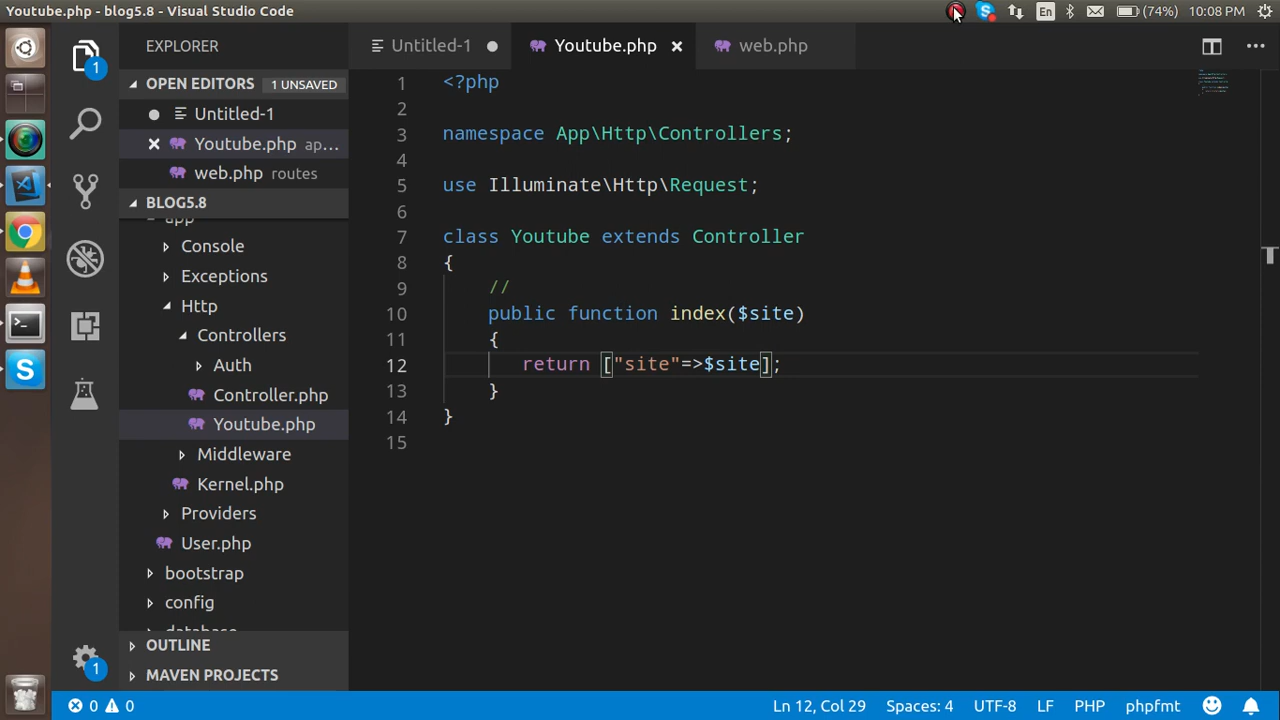 Youtube.php - blog5.8 - Visual Studio Code
En
(74%)
10:08 PM
EXPLORER
Untitled-1
Youtube.php
web.php
OPEN EDITORS
1 UNSAVED
Untitled-1
Youtube.php ap...
web.php routes
BLOG5.8
app
Console
Exceptions
Http
Controllers
Auth
Controller.php
Youtube.php
Middleware
Kernel.php
Providers
User.php
bootstrap
config
database
OUTLINE
MAVEN PROJECTS
1
1
1 <?php
2
3 namespace App\Http\Controllers;
4
5 use Illuminate\Http\Request;
6
7 class Youtube extends Controller
8 {
9 //
10 public function index($site)
11 {
12 return ["site"=>$site];
13 }
14 }
15
0 0
Ln 12, Col 29
Spaces: 4
UTF-8
LF
PHP
phpfmt